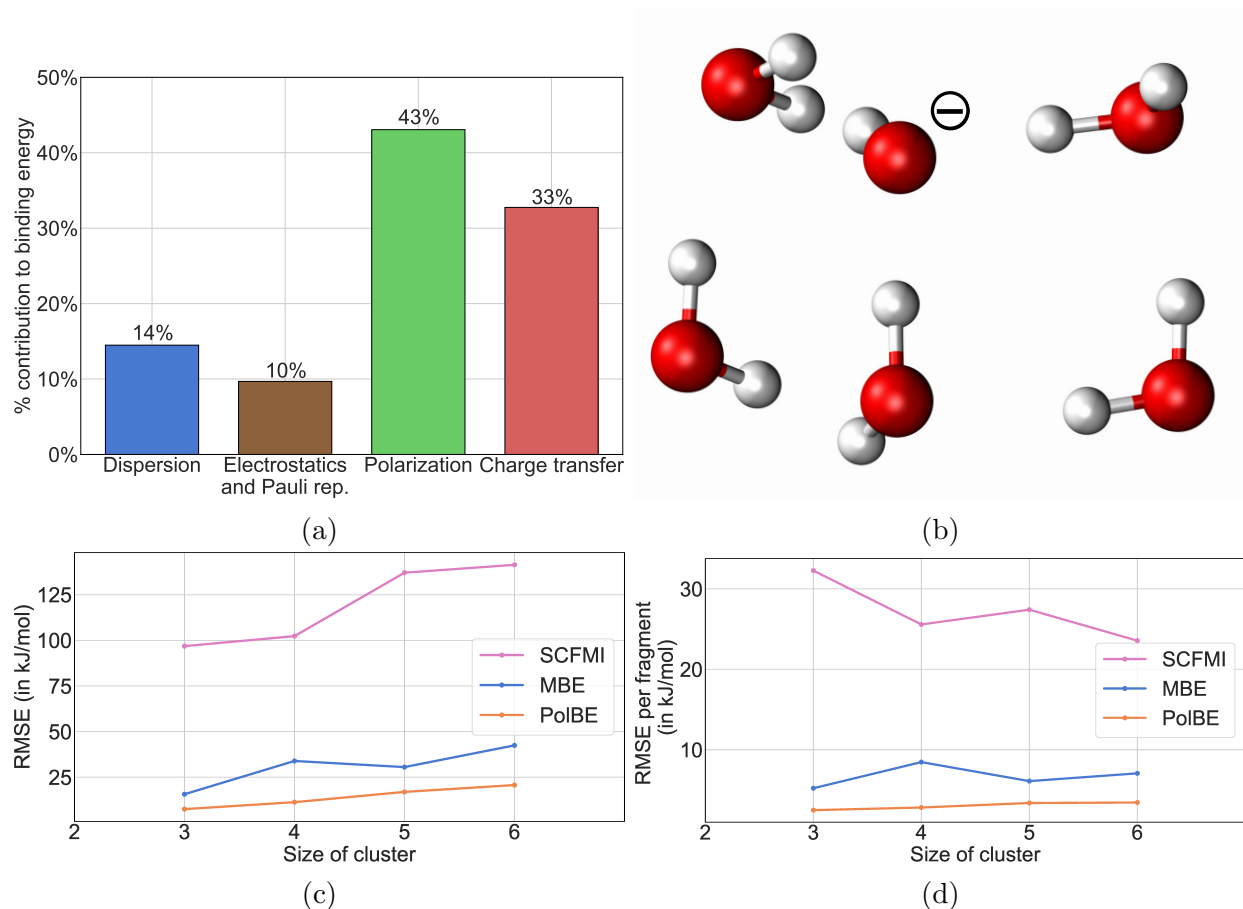 % contribution to binding energy
50%
40%
30%
20%
10%
0%
14%
10%
43%
33%
Dispersion
Electrostatics
and Pauli rep.
Polarization
Charge transfer
(a)
(b)
RMSE (in kJ/mol)
125
100
75
50
25
2
3
4
5
6
Size of cluster
SCFMI
MBE
PolBE
(c)
RMSE per fragment
(in kJ/mol)
30
20
10
2
3
4
5
6
Size of cluster
SCFMI
MBE
PolBE
(d)